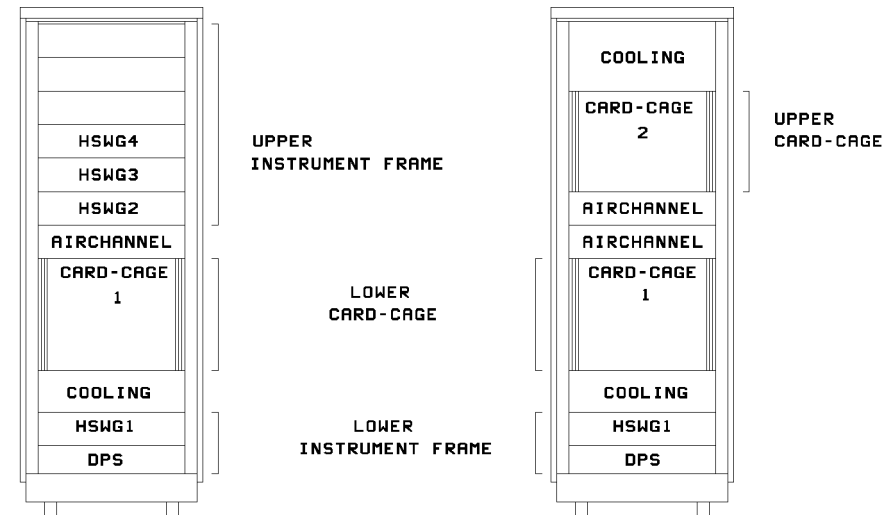 HSWG4
HSWG3
HSWG2
AIRCHANNEL
CARD-CAGE
1
COOLING
HSWG1
DPS
UPPER
INSTRUMENT FRAME
LOWER
CARD-CAGE
LOWER
INSTRUMENT FRAME
COOLING
CARD-CAGE
2
AIRCHANNEL
AIRCHANNEL
CARD-CAGE
1
COOLING
HSWG1
DPS
UPPER
CARD-CAGE